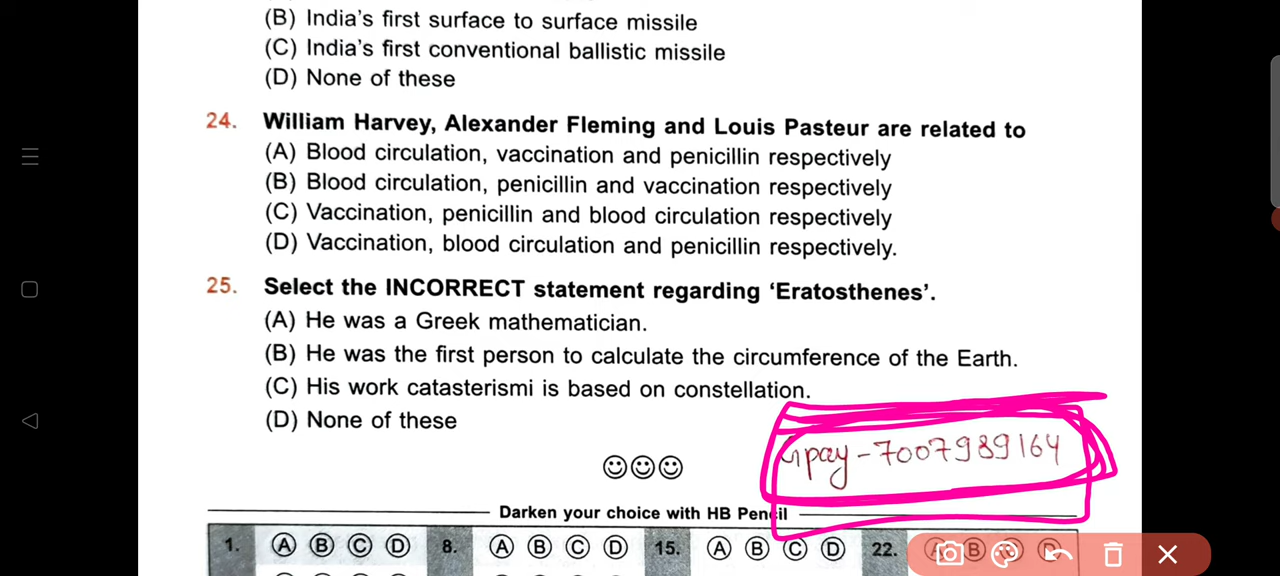 (B) India's first surface to surface missile
(C) India's first conventional ballistic missile
(D) None of these
24. William Harvey, Alexander Fleming and Louis Pasteur are related to
(A) Blood circulation, vaccination and penicillin respectively
(B) Blood circulation, penicillin and vaccination respectively
(C) Vaccination, penicillin and blood circulation respectively
(D) Vaccination, blood circulation and penicillin respectively.
25. Select the INCORRECT statement regarding ‘Eratosthenes’.
(A) He was a Greek mathematician.
(B) He was the first person to calculate the circumference of the Earth.
(C) His work catasterismi is based on constellation.
(D) None of these
Gpay-7007989164
Darken your choice with HB Pencil
1. A B C D 8. A B C D 15. A B C D 22. A B C D